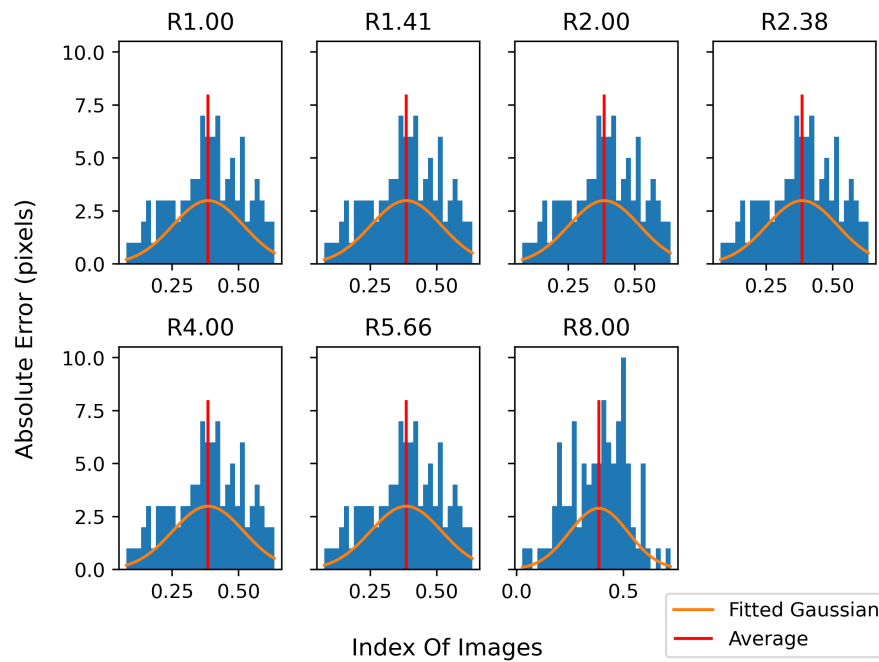 R1.00 R1.41 R2.00 R2.38
10.0
7.5
5.0
2.5
0.0
0.25 0.50 0.25 0.50 0.25 0.50 0.25 0.50
Absolute Error (pixels)
R4.00 R5.66 R8.00
10.0
7.5
5.0
2.5
0.0
0.25 0.50 0.25 0.50 0.0 0.5
Fitted Gaussian
Average
Index Of Images